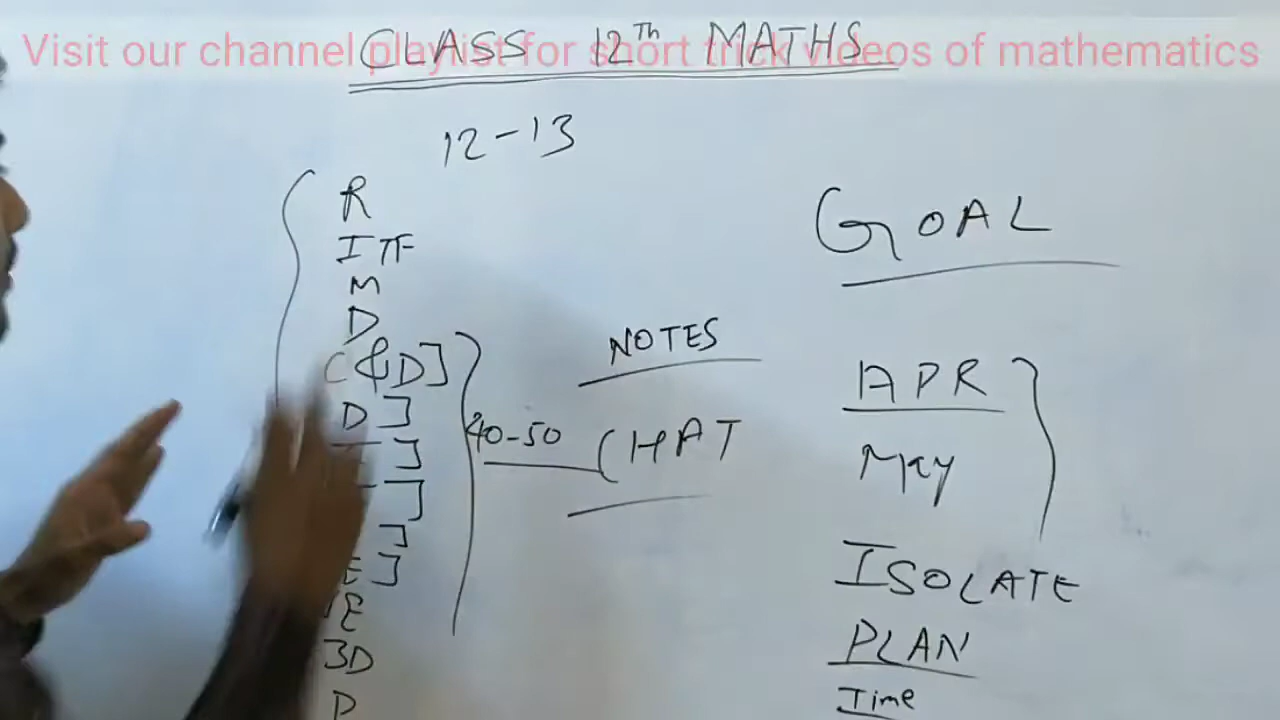 Visit our channel playlist for short trick videos of mathematics
CLASS 12Th MATHS
12-13
R
ITF
M
D
C&D]
D]
]
]
]
E]
E
3D
P
40-50
NOTES
(HAT
GOAL
APR
May
ISOLATE
PLAN
Time